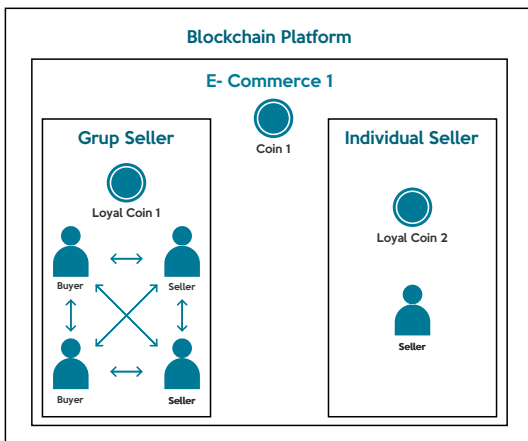 Blockchain Platform
E- Commerce 1
Coin 1
Grup Seller
Loyal Coin 1
Buyer
Seller
Buyer
Seller
Individual Seller
Loyal Coin 2
Seller